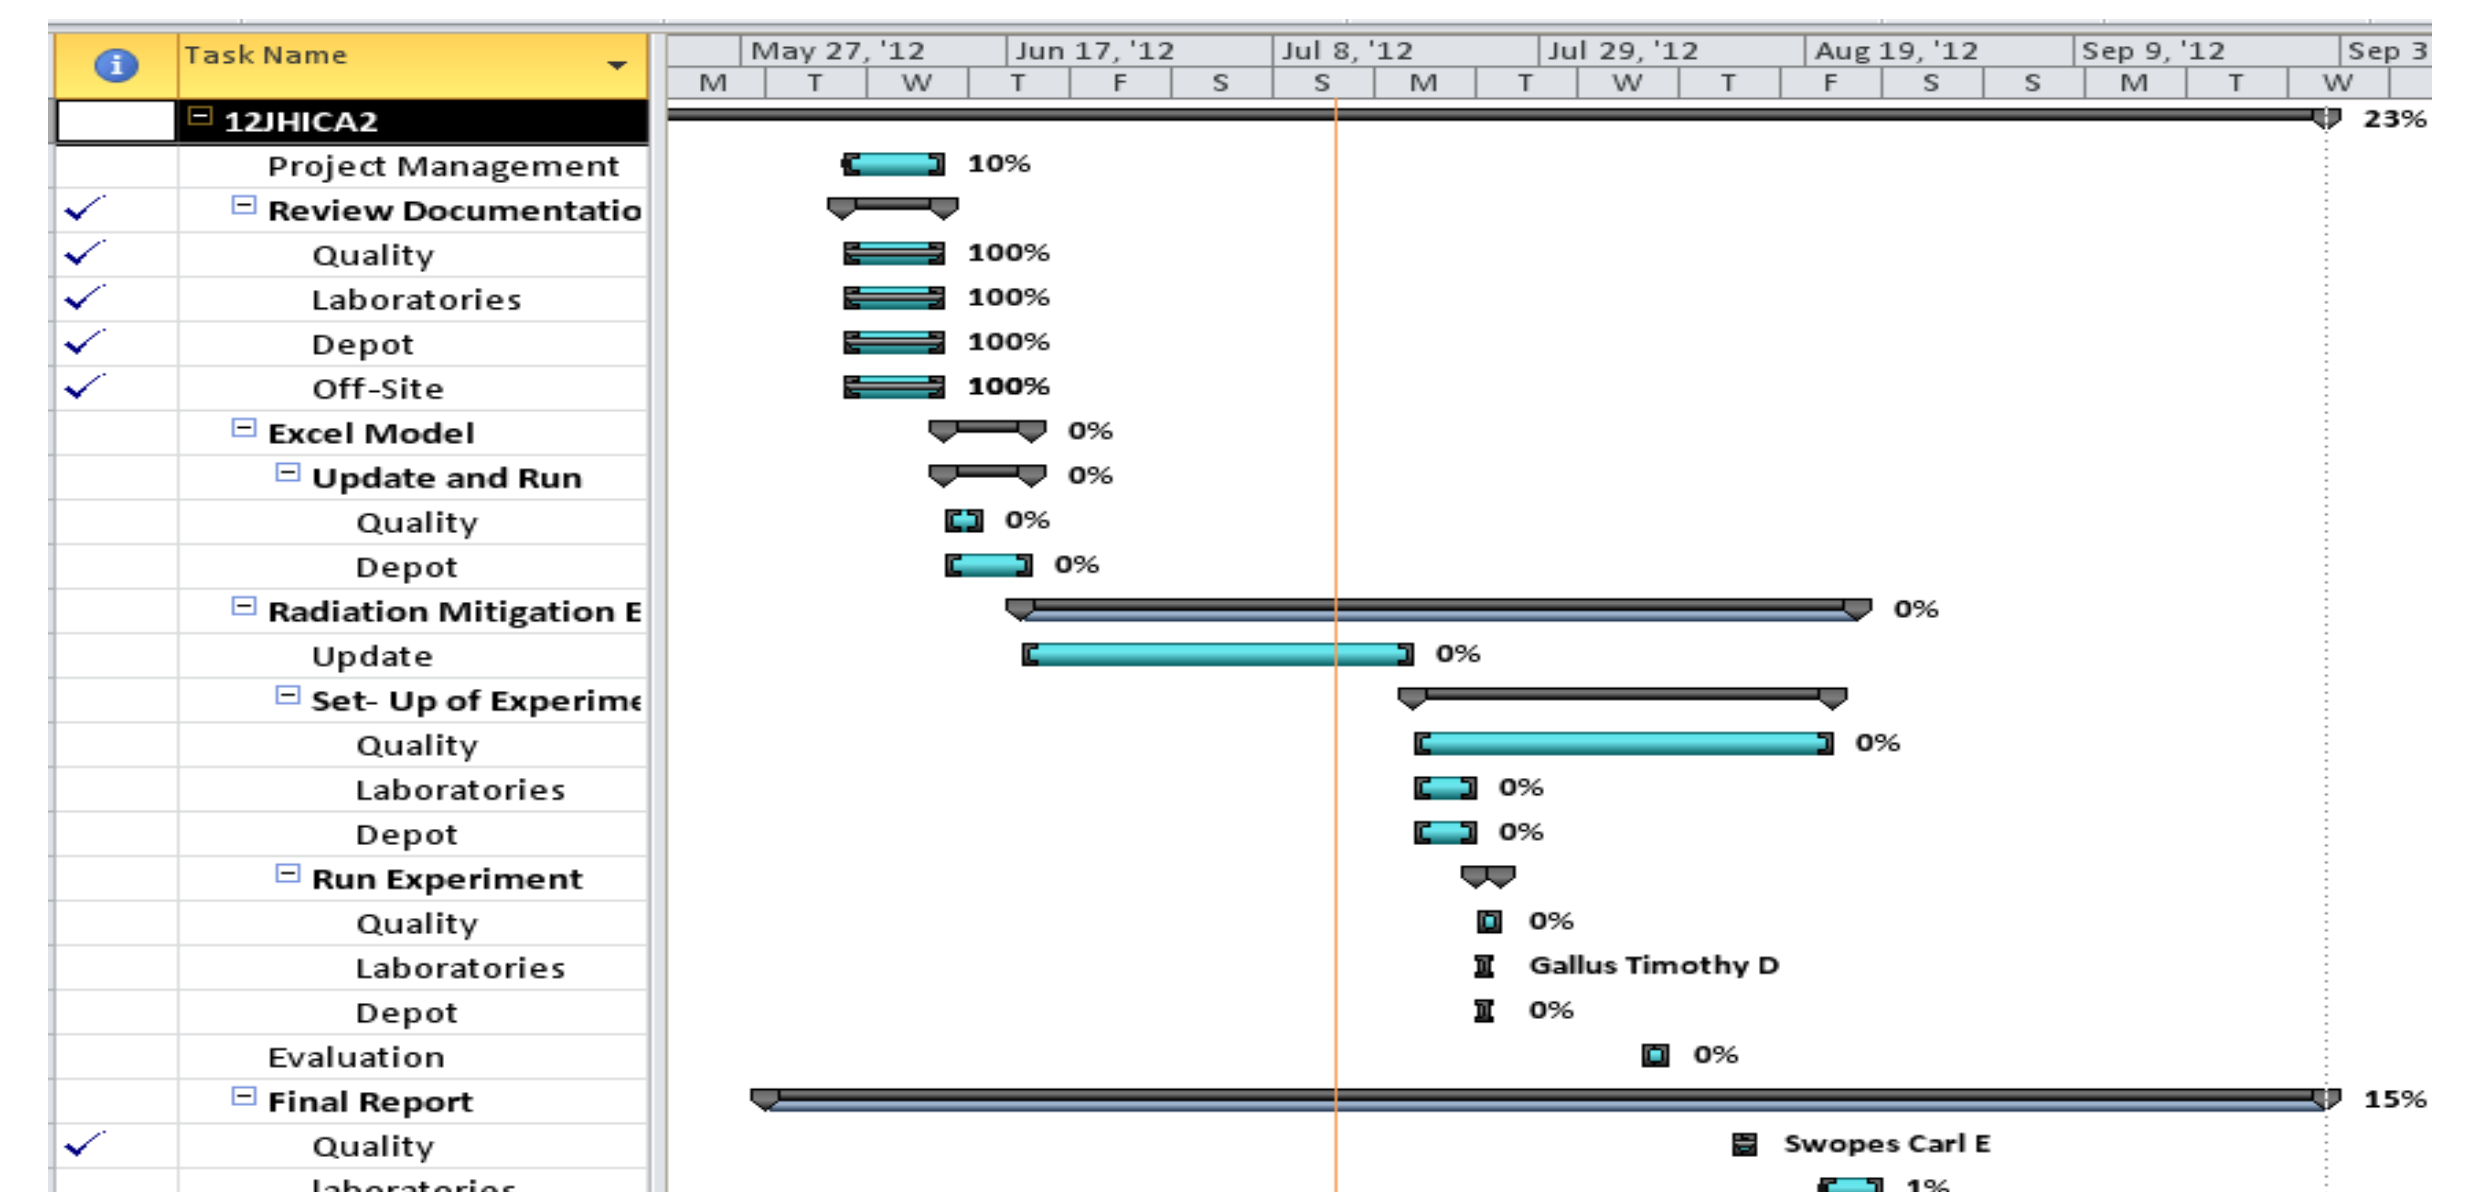 Task Name May 27, '12 Jun 17, '12 Jul 8, '12 Jul 29, '12 Aug 19, '12 Sep 9, '12 Sep 3
M T W T F S S M T W T F S S M T W
12JHICA2 23%
Project Management 10%
Review Documentatio
Quality 100%
Laboratories 100%
Depot 100%
Off-Site 100%
Excel Model 0%
Update and Run 0%
Quality 0%
Depot 0%
Radiation Mitigation E 0%
Update 0%
Set- Up of Experime
Quality 0%
Laboratories 0%
Depot 0%
Run Experiment
Quality 0%
Laboratories Gallus Timothy D
Depot 0%
Evaluation 0%
Final Report 15%
Quality Swopes Carl E
laboratories 1%